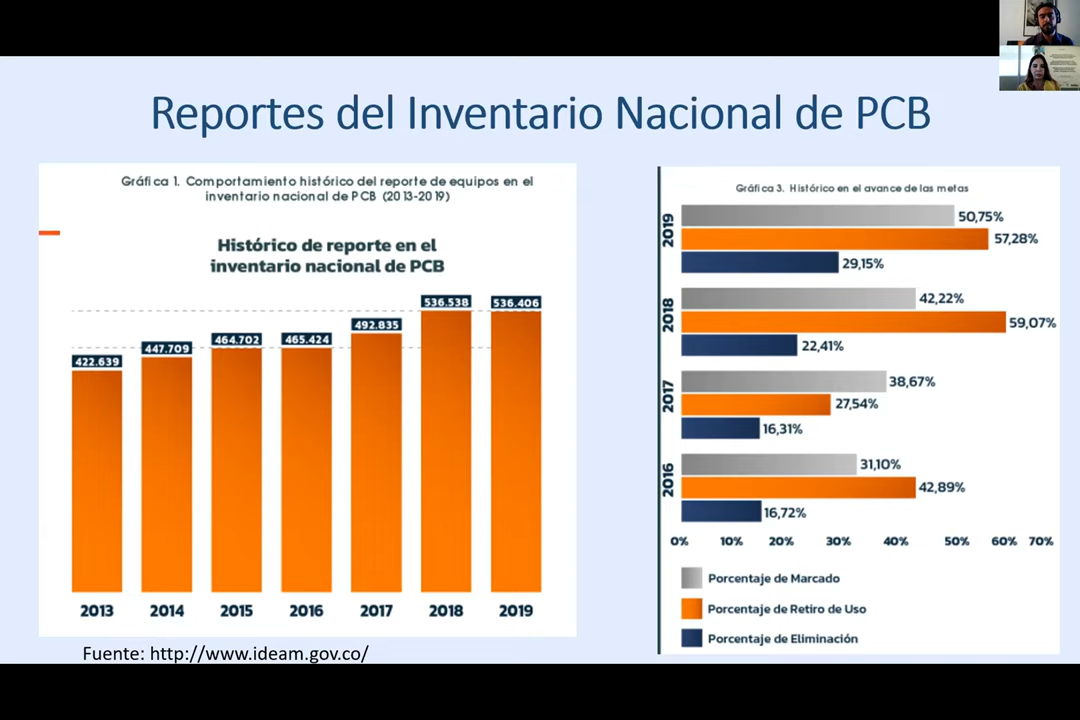 Reportes del Inventario Nacional de PCB
Gráfica 1. Comportamiento histórico del reporte de equipos en el
inventario nacional de PCB (2013-2019)
Histórico de reporte en el
inventario nacional de PCB
422.639
447.709
464.702
465.424
492.835
536.538
536.406
2013
2014
2015
2016
2017
2018
2019
Fuente: http://www.ideam.gov.co/
Gráfica 3. Histórico en el avance de las metas
2019
50,75%
57,28%
29,15%
2018
42,22%
59,07%
22,41%
2017
38,67%
27,54%
16,31%
2016
31,10%
42,89%
16,72%
0% 10% 20% 30% 40% 50% 60% 70%
Porcentaje de Marcado
Porcentaje de Retiro de Uso
Porcentaje de Eliminación